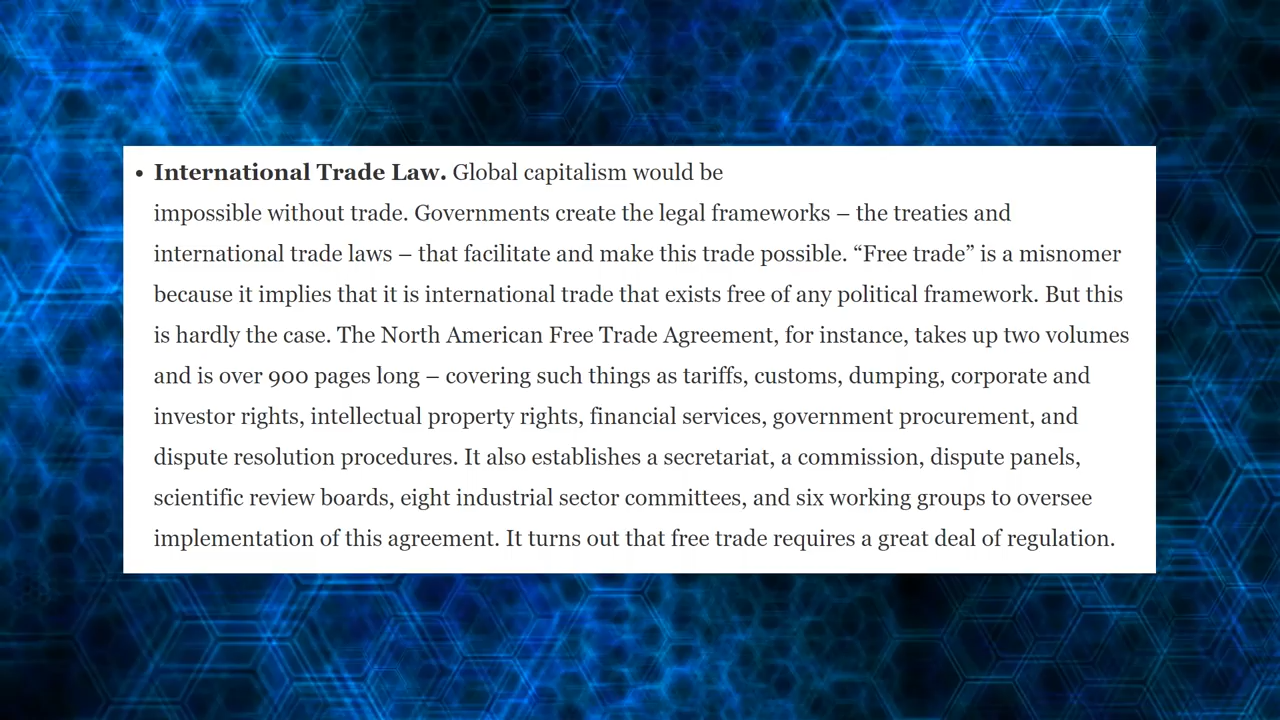 • International Trade Law. Global capitalism would be
impossible without trade. Governments create the legal frameworks – the treaties and
international trade laws – that facilitate and make this trade possible. “Free trade” is a misnomer
because it implies that it is international trade that exists free of any political framework. But this
is hardly the case. The North American Free Trade Agreement, for instance, takes up two volumes
and is over 900 pages long – covering such things as tariffs, customs, dumping, corporate and
investor rights, intellectual property rights, financial services, government procurement, and
dispute resolution procedures. It also establishes a secretariat, a commission, dispute panels,
scientific review boards, eight industrial sector committees, and six working groups to oversee
implementation of this agreement. It turns out that free trade requires a great deal of regulation.